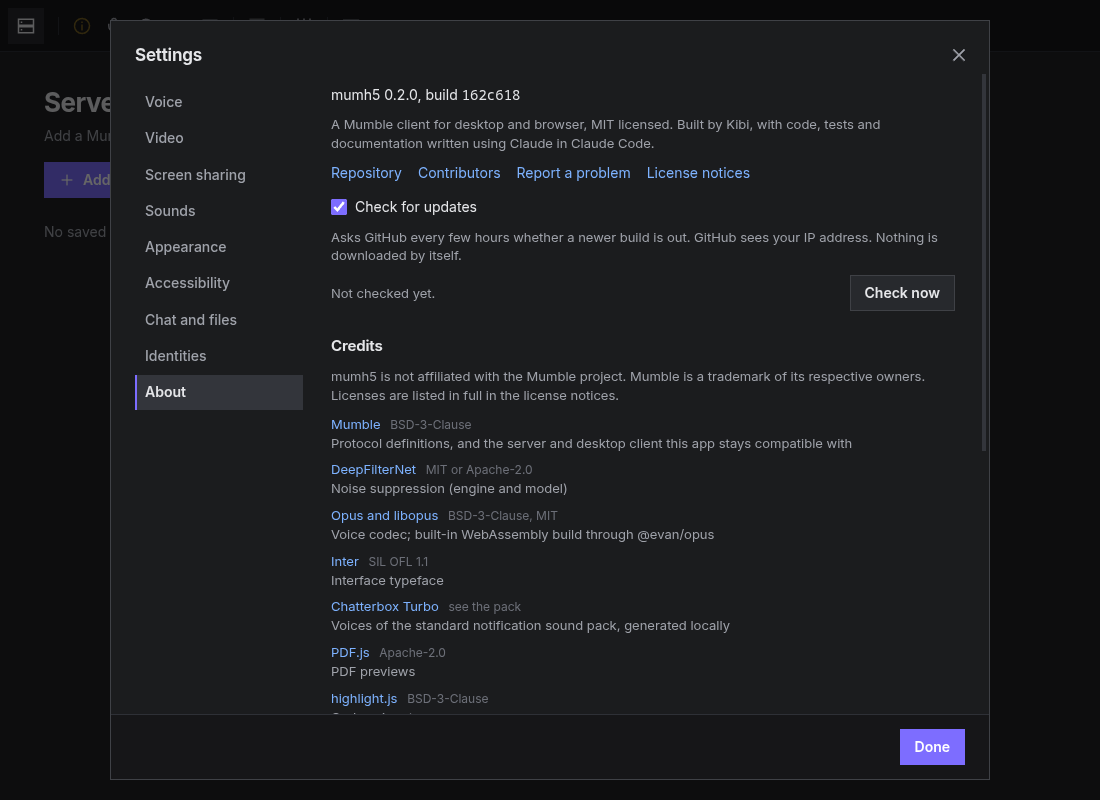 Settings
Serve
Add a Mu
Add
No saved
Voice
Video
Screen sharing
Sounds
Appearance
Accessibility
Chat and files
Identities
About
mumh5 0.2.0, build 162c618
A Mumble client for desktop and browser, MIT licensed. Built by Kibi, with code, tests and
documentation written using Claude in Claude Code.
Repository Contributors Report a problem License notices
Check for updates
Asks GitHub every few hours whether a newer build is out. GitHub sees your IP address. Nothing is
downloaded by itself.
Not checked yet. Check now
Credits
mumh5 is not affiliated with the Mumble project. Mumble is a trademark of its respective owners.
Licenses are listed in full in the license notices.
Mumble BSD-3-Clause
Protocol definitions, and the server and desktop client this app stays compatible with
DeepFilterNet MIT or Apache-2.0
Noise suppression (engine and model)
Opus and libopus BSD-3-Clause, MIT
Voice codec; built-in WebAssembly build through @evan/opus
Inter SIL OFL 1.1
Interface typeface
Chatterbox Turbo see the pack
Voices of the standard notification sound pack, generated locally
PDF.js Apache-2.0
PDF previews
highlight.js BSD-3-Clause
Done